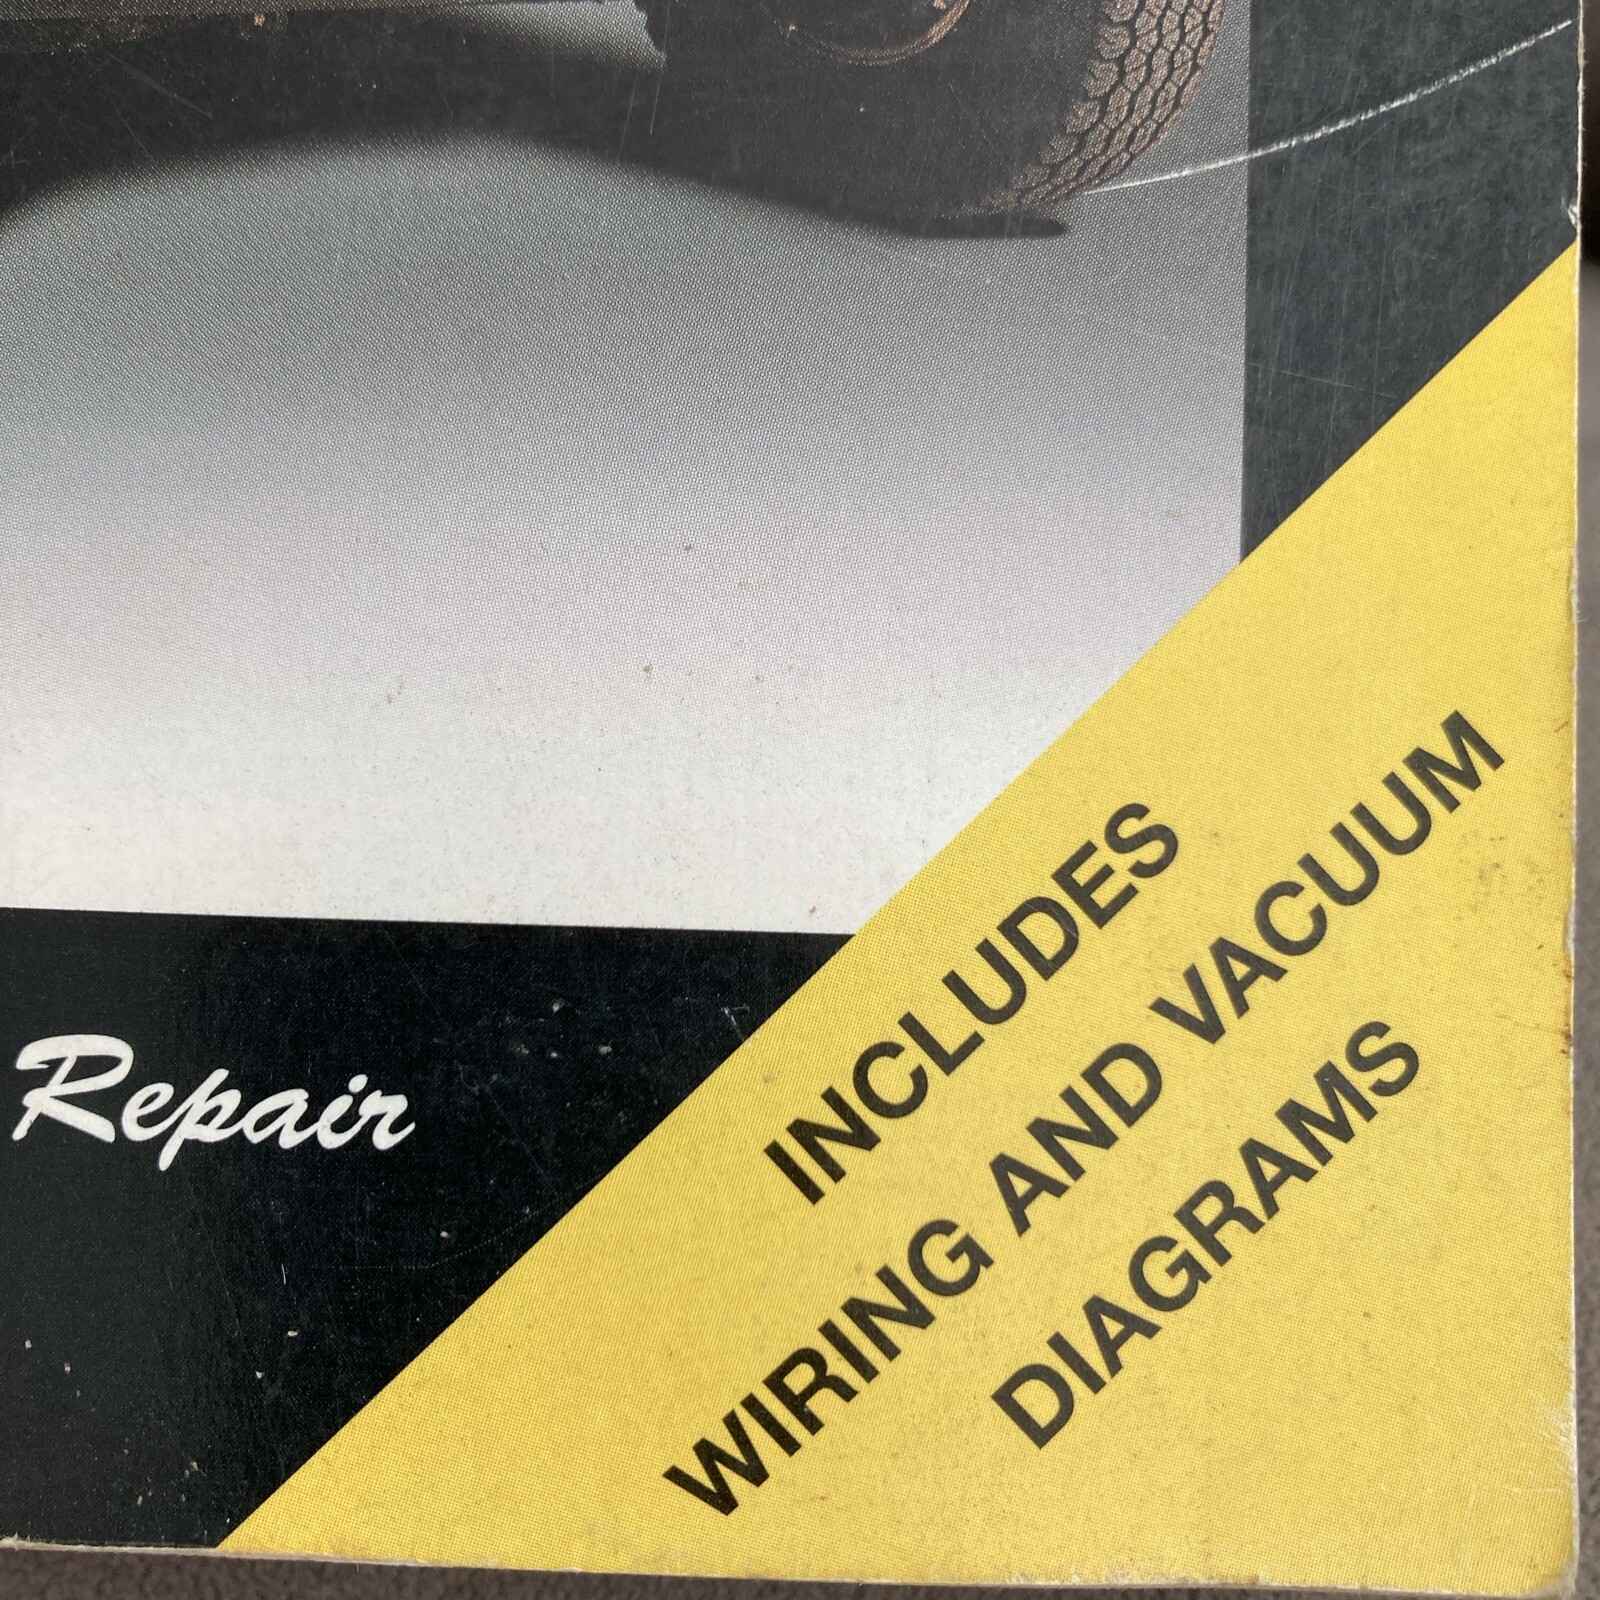 Repair
INCLUDES
WIRING AND VACUUM
DIAGRAMS